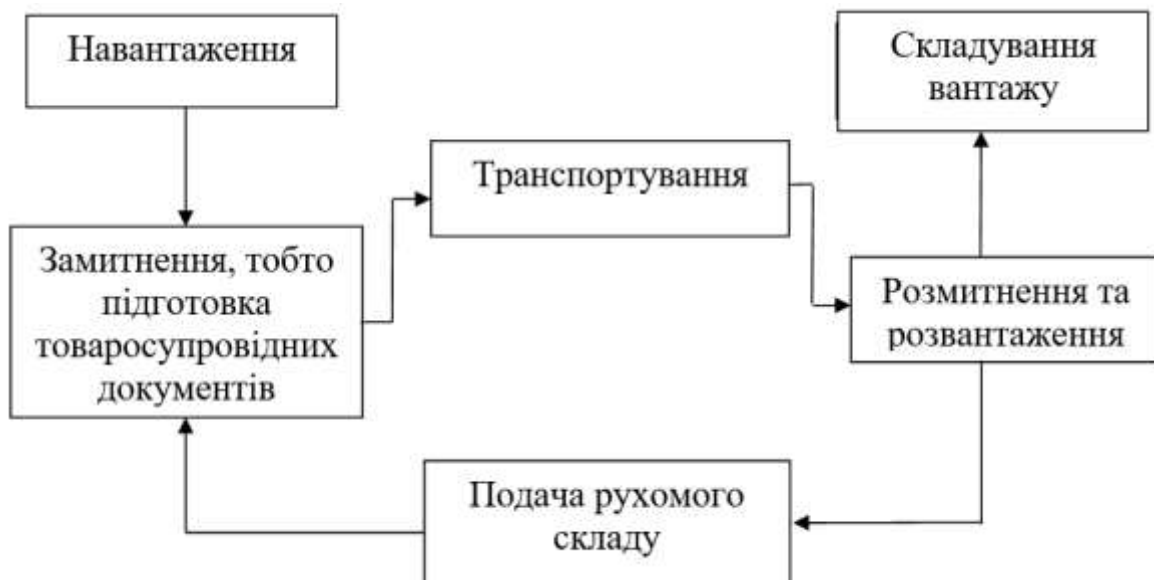 Навантаження
Складування
вантажу
Транспортування
Замитнення, тобто
підготовка
товаросупровідних
документів
Розмитнення та
розвантаження
Подача рухомого
складу